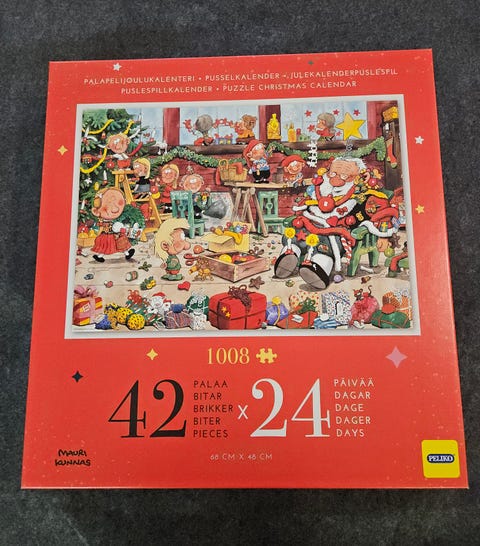 PALAPELIJOULUKALENTERI • PUSSELKALENDER • JULEKALENDERPUSLESPIL
PUSLESPILLKALENDER • PUZZLE CHRISTMAS CALENDAR
1008
42
PALAA
BITAR
BRIKKER
BITER
PIECES
X
24
PÄIVÄÄ
DAGAR
DAGE
DAGER
DAYS
68 CM X 48 CM
MAURI
KUNNAS
PELIKO